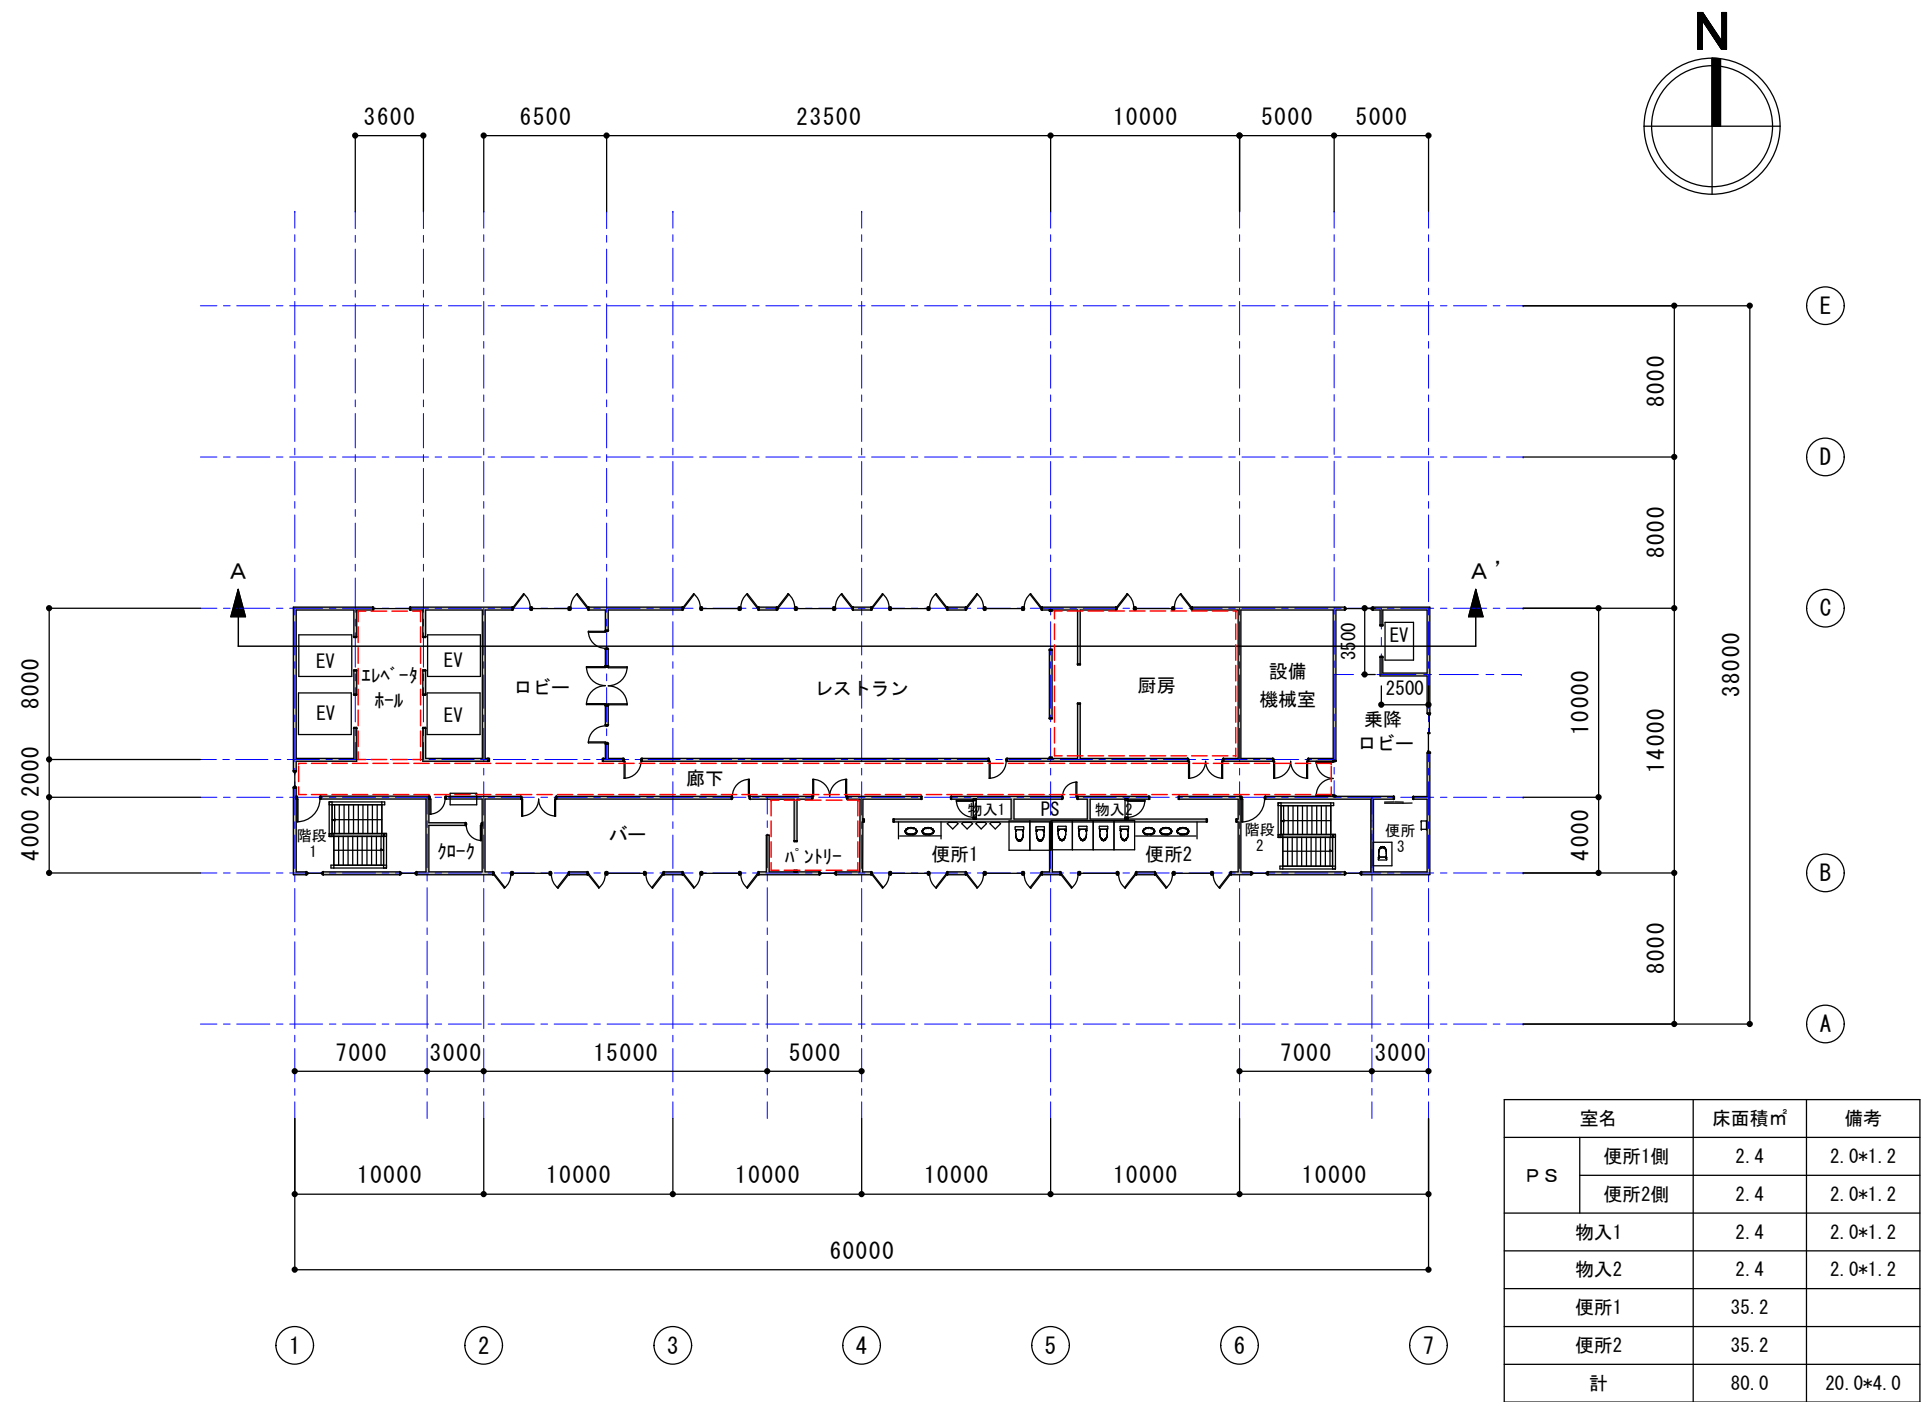 N
3600
6500
23500
10000
5000
5000
E
8000
D
8000
A
A'
C
8000
2000
4000
EV
EV
エレベータ
ホール
EV
EV
ロビー
レストラン
厨房
設備
機械室
3500
EV
2500
乗降
ロビー
10000
14000
38000
廊下
階段
1
クローク
バー
パントリー
物入1
PS
物入2
便所1
便所2
階段
2
便所
3
4000
B
8000
A
7000
3000
15000
5000
7000
3000
10000
10000
10000
10000
10000
10000
60000
1
2
3
4
5
6
7
室名 床面積㎡ 備考
PS 便所1側 2.4 2.0*1.2
便所2側 2.4 2.0*1.2
物入1 2.4 2.0*1.2
物入2 2.4 2.0*1.2
便所1 35.2
便所2 35.2
計 80.0 20.0*4.0